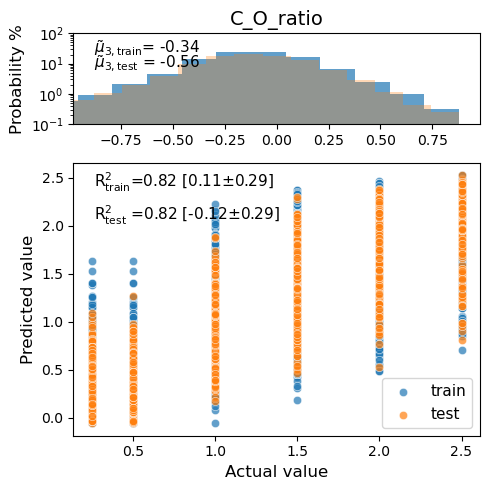 C_O_ratio
Probability %
10²
10¹
10⁰
10⁻¹
μ̃₃,train= -0.34
μ̃₃,test = -0.56
−0.75 −0.50 −0.25 0.00 0.25 0.50 0.75
R²train=0.82 [0.11±0.29]
R²test =0.82 [-0.12±0.29]
Predicted value
2.5
2.0
1.5
1.0
0.5
0.0
train
test
0.5 1.0 1.5 2.0 2.5
Actual value